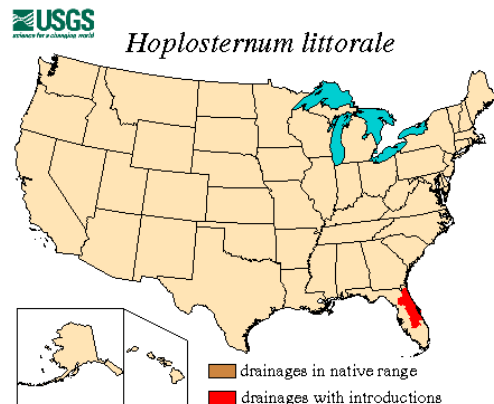 USGS
science for a changing world
Hoplosternum littorale
drainages in native range
drainages with introductions